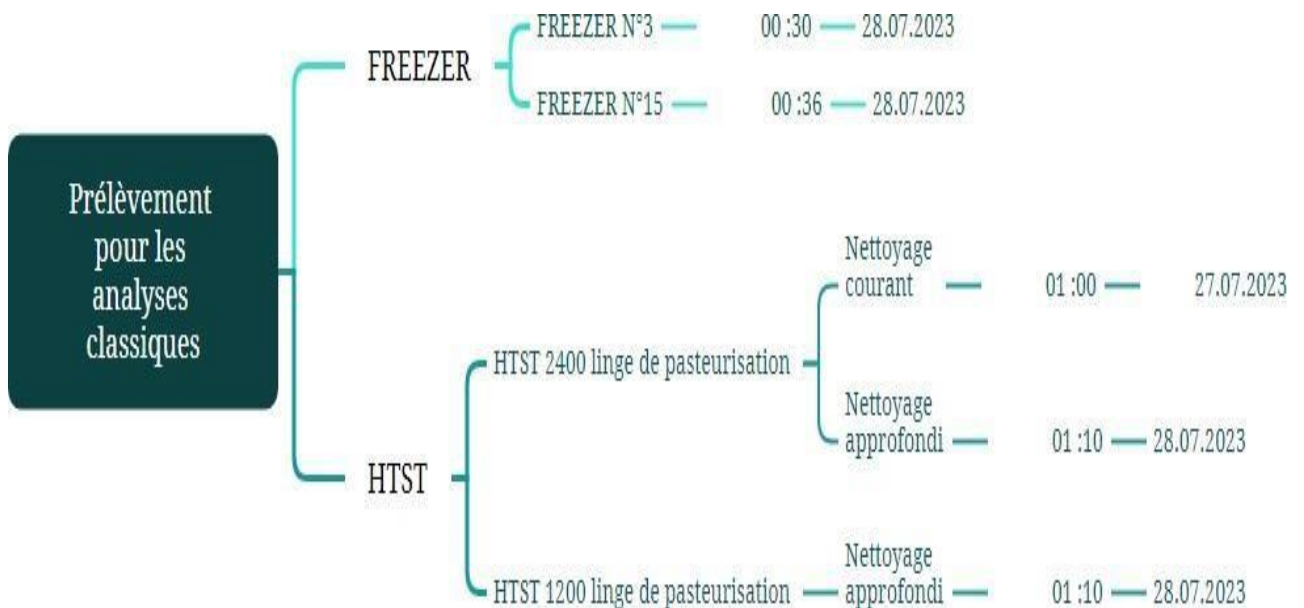 Prélèvement
pour les
analyses
classiques
FREEZER
FREEZER N°3 00 :30 28.07.2023
FREEZER N°15 00 :36 28.07.2023
HTST
HTST 2400 linge de pasteurisation
Nettoyage
courant 01 :00 27.07.2023
Nettoyage
approfondi 01 :10 28.07.2023
HTST 1200 linge de pasteurisation
Nettoyage
approfondi 01 :10 28.07.2023